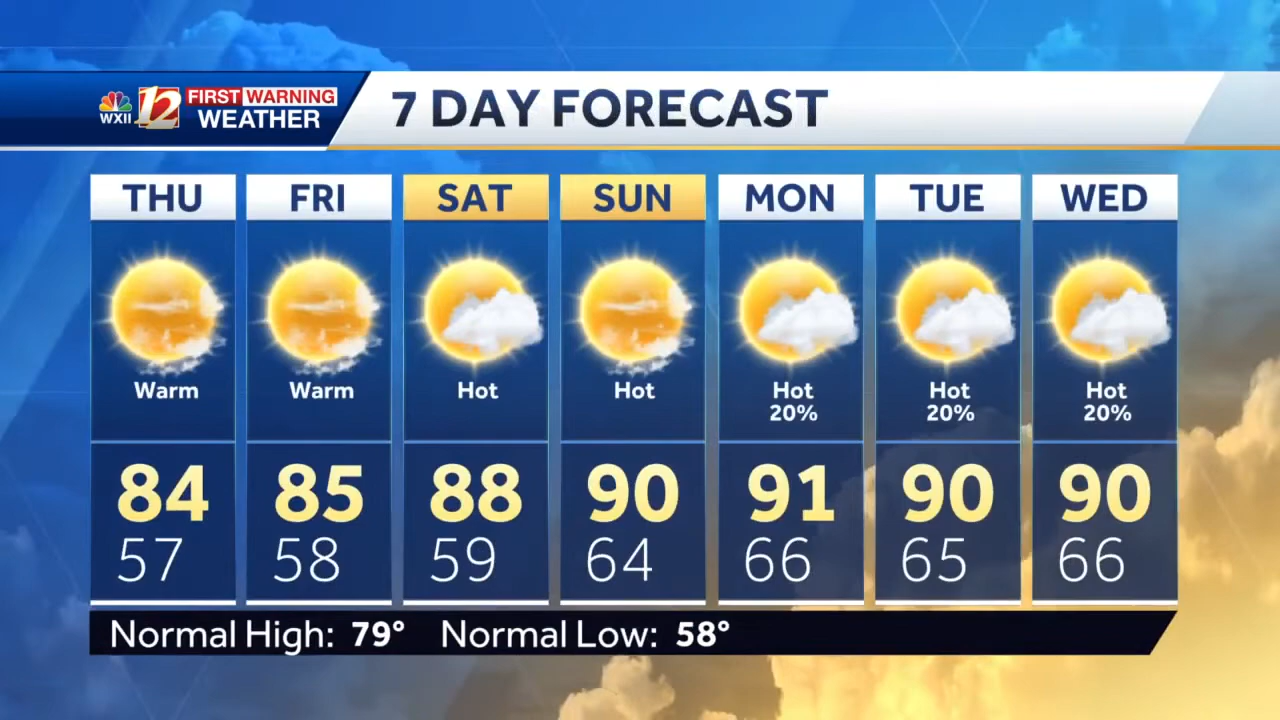 WXII 12 FIRST WARNING WEATHER
7 DAY FORECAST
THU FRI SAT SUN MON TUE WED
Warm Warm Hot Hot Hot Hot Hot
20% 20% 20%
84 85 88 90 91 90 90
57 58 59 64 66 65 66
Normal High: 79° Normal Low: 58°